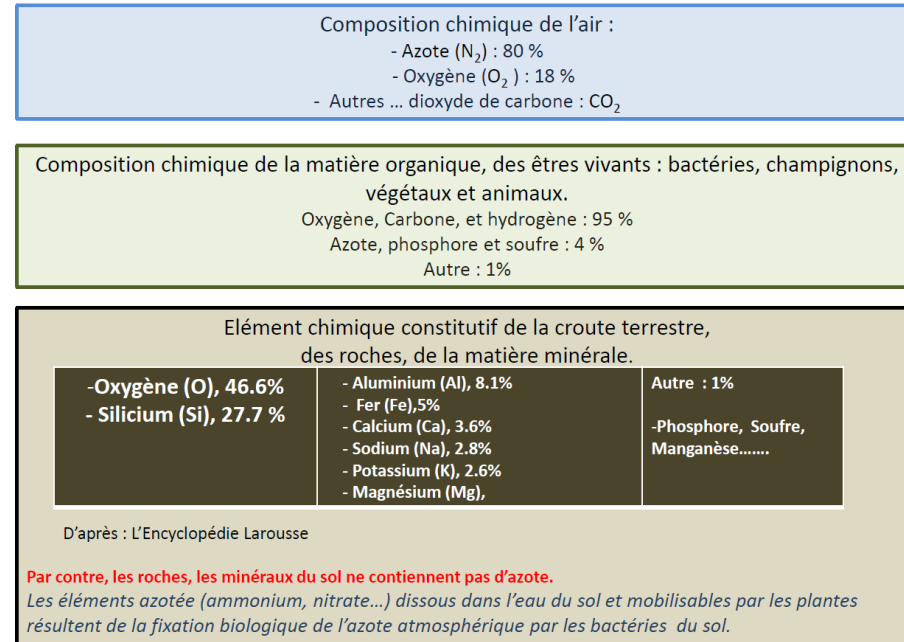 Composition chimique de l’air :
- Azote (N₂) : 80 %
- Oxygène (O₂ ) : 18 %
- Autres … dioxyde de carbone : CO₂
Composition chimique de la matière organique, des êtres vivants : bactéries, champignons,
végétaux et animaux.
Oxygène, Carbone, et hydrogène : 95 %
Azote, phosphore et soufre : 4 %
Autre : 1%
Elément chimique constitutif de la croute terrestre,
des roches, de la matière minérale.
-Oxygène (O), 46.6%
- Silicium (Si), 27.7 %
- Aluminium (Al), 8.1%
- Fer (Fe),5%
- Calcium (Ca), 3.6%
- Sodium (Na), 2.8%
- Potassium (K), 2.6%
- Magnésium (Mg),
Autre : 1%
-Phosphore, Soufre,
Manganèse…….
D’après : L’Encyclopédie Larousse
Par contre, les roches, les minéraux du sol ne contiennent pas d’azote.
Les éléments azotée (ammonium, nitrate…) dissous dans l’eau du sol et mobilisables par les plantes
résultent de la fixation biologique de l’azote atmosphérique par les bactéries du sol.